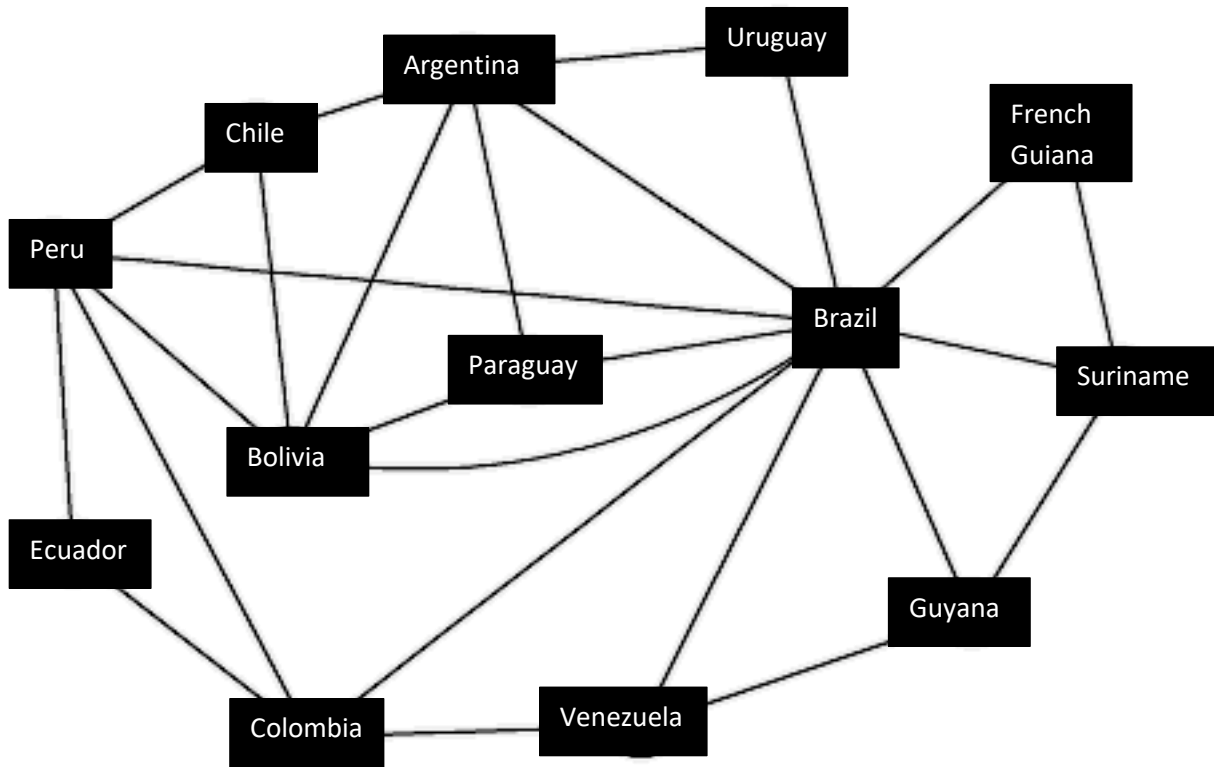 Uruguay
Argentina
Chile
French
Guiana
Peru
Brazil
Paraguay
Suriname
Bolivia
Ecuador
Guyana
Venezuela
Colombia